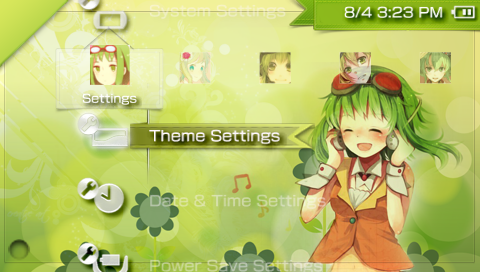 System Settings
8/4 3:23 PM
Settings
Theme Settings
Date & Time Settings
Power Save Settings